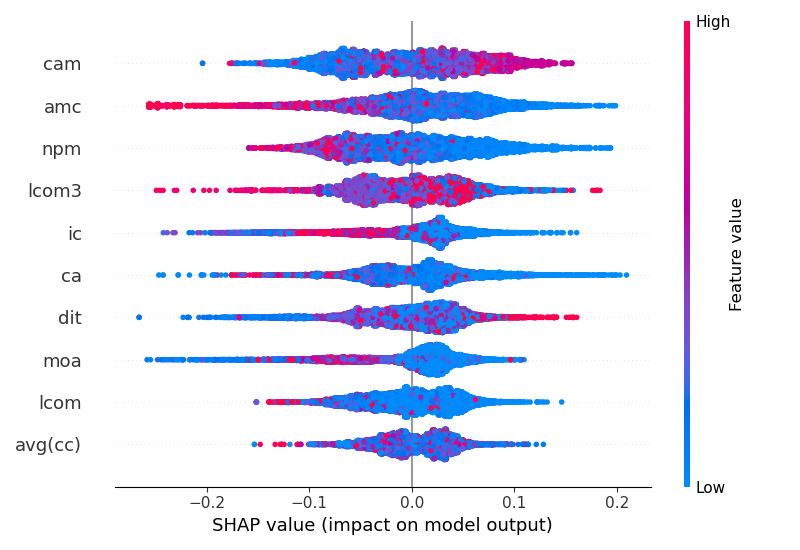 High
cam
amc
npm
lcom3
ic
ca
dit
moa
lcom
avg(cc)
Feature value
Low
−0.2 −0.1 0.0 0.1 0.2
SHAP value (impact on model output)